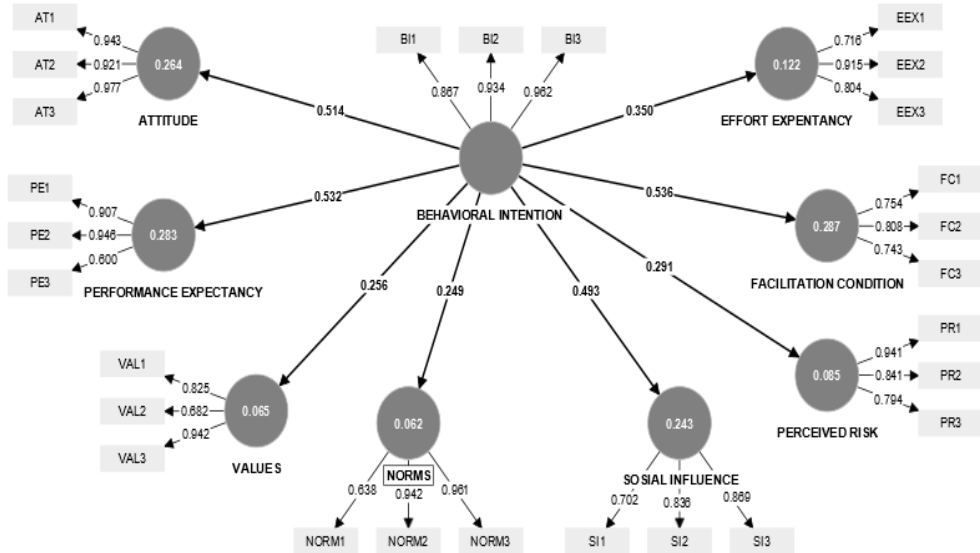 AT1
0.943
AT2
0.921
0.264
AT3
0.977
ATTITUDE
BI1
BI2
BI3
0.867
0.934
0.962
EEX1
0.716
EEX2
0.915
0.122
0.804
EEX3
EFFORT EXPENTANCY
0.514
0.350
BEHAVIORAL INTENTION
PE1
0.907
PE2
0.946
0.283
0.600
PE3
PERFORMANCE EXPECTANCY
0.532
0.536
FC1
0.754
FC2
0.808
0.287
0.743
FC3
FACILITATION CONDITION
0.256
0.249
0.493
0.291
VAL1
0.825
VAL2
0.682
0.065
0.942
VAL3
VALUES
0.062
NORMS
0.638
0.942
0.961
NORM1
NORM2
NORM3
0.243
SOSIAL INFLUENCE
0.702
0.836
0.869
SI1
SI2
SI3
PR1
0.941
PR2
0.841
0.085
0.794
PR3
PERCEIVED RISK